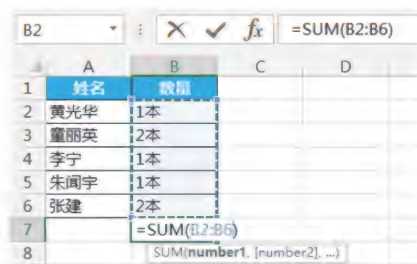 B2 fx =SUM(B2:B6)
A B C D
1 姓名 数量
2 黄光华 1本
3 童丽英 2本
4 李宁 1本
5 朱闻宇 1本
6 张建 2本
7 =SUM(B2:B6)
8 SUM(number1, [number2], ...)